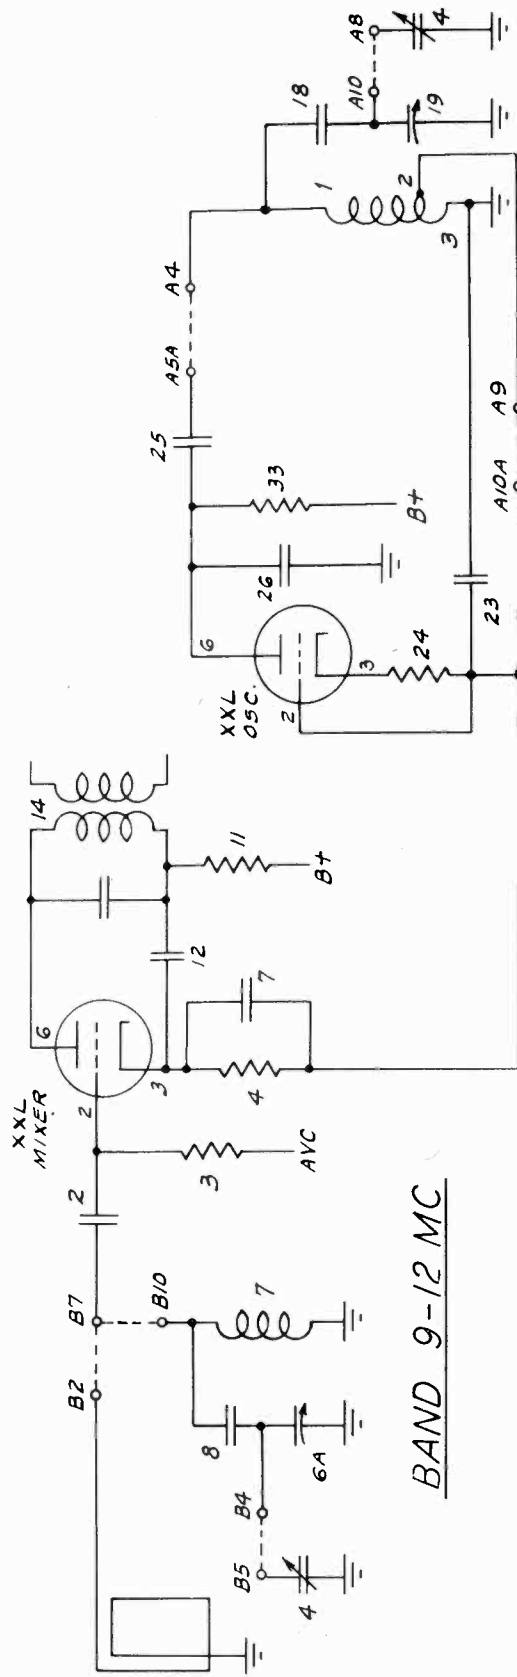 XXL
MIXER
14
6
2
3
12
11
B+
7
4
3
AVC
2
B2
B7
B10
7
8
6A
B4
B5
4
BAND 9-12 MC
XXL
OSC.
6
2
3
24
23
26
33
B+
25
A5A
A4
1
2
3
18
19
A10
A8
4
A10A
A9